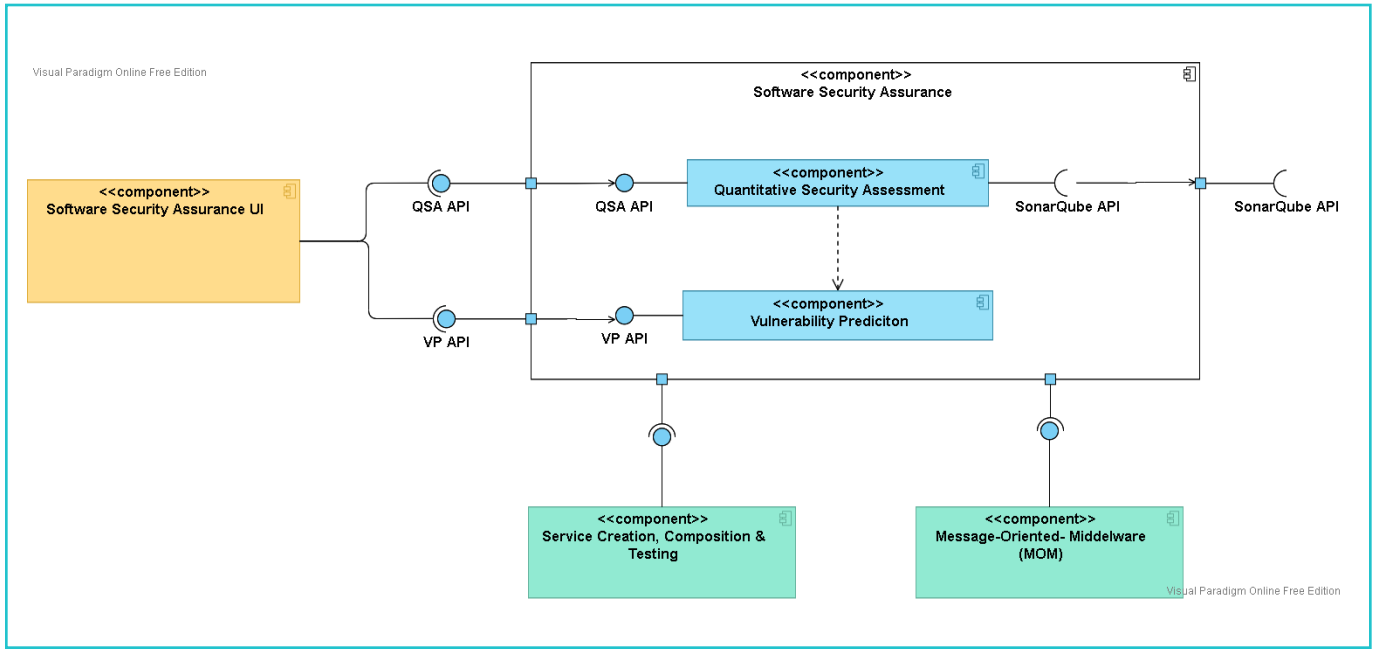 Visual Paradigm Online Free Edition
<<component>>
Software Security Assurance
<<component>>
Software Security Assurance UI
QSA API
QSA API
<<component>>
Quantitative Security Assessment
SonarQube API
SonarQube API
VP API
VP API
<<component>>
Vulnerability Prediciton
<<component>>
Service Creation, Composition &
Testing
<<component>>
Message-Oriented- Middelware
(MOM)
Visual Paradigm Online Free Edition